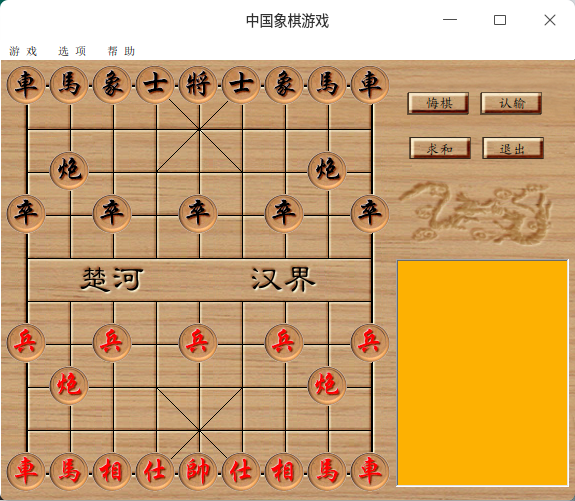 中国象棋游戏
游戏 选项 帮助
車馬象士將士象馬車
悔棋 认输
求和 退出
炮 炮
卒 卒 卒 卒 卒
楚河 汉界
兵 兵 兵 兵 兵
炮 炮
車馬相仕帥仕相馬車